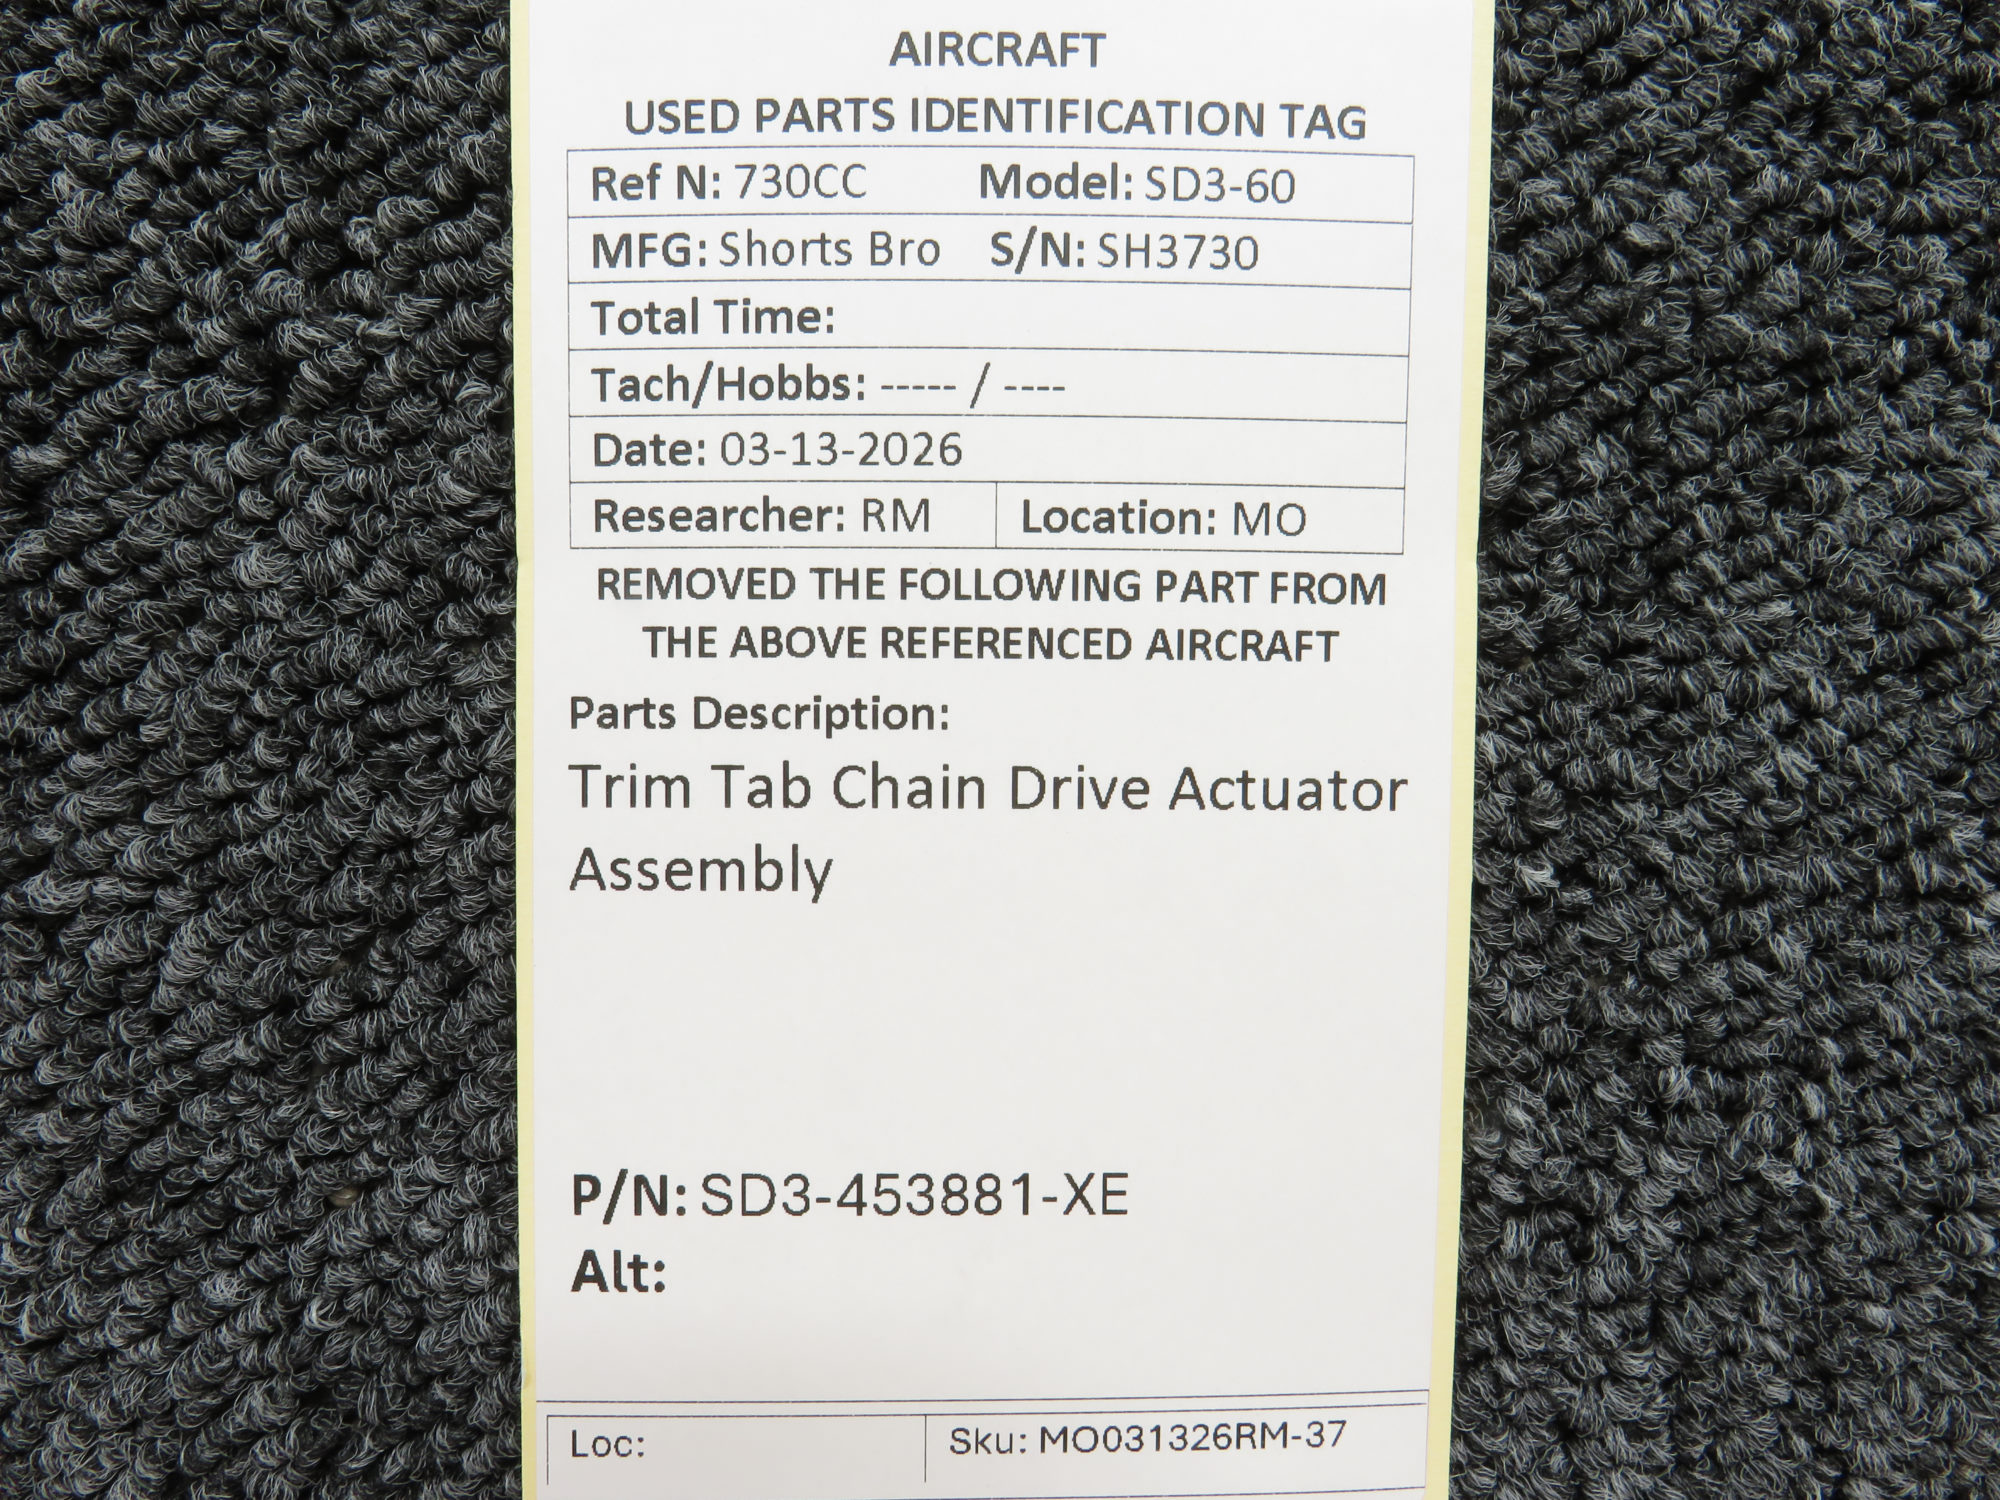 AIRCRAFT
USED PARTS IDENTIFICATION TAG
Ref N: 730CC Model: SD3-60
MFG: Shorts Bro S/N: SH3730
Total Time:
Tach/Hobbs: ----- / ----
Date: 03-13-2026
Researcher: RM Location: MO
REMOVED THE FOLLOWING PART FROM
THE ABOVE REFERENCED AIRCRAFT
Parts Description:
Trim Tab Chain Drive Actuator
Assembly
P/N: SD3-453881-XE
Alt:
Loc: Sku: MO031326RM-37